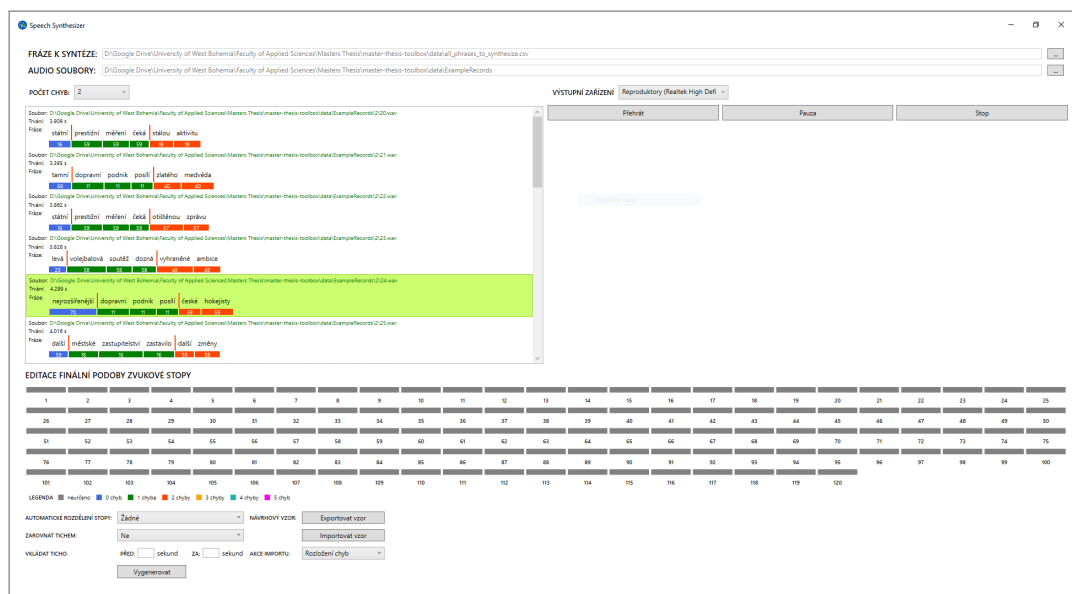 Speech Synthesizer
FRÁZE K SYNTÉZE: D:\Google Drive\University of West Bohemia\Faculty of Applied Sciences\Masters Thesis\master-thesis-toolbox\data\all_phrases_to_synthesize.csv ...
AUDIO SOUBORY: D:\Google Drive\University of West Bohemia\Faculty of Applied Sciences\Masters Thesis\master-thesis-toolbox\data\ExampleRecords ...
POČET CHYB: 2 VÝSTUPNÍ ZAŘÍZENÍ Reproduktory (Realtek High Defi
Přehrát Pauza Stop
Soubor: D:\Google Drive\University of West Bohemia\Faculty of Applied Sciences\Masters Thesis\master-thesis-toolbox\data\ExampleRecords\2\20.wav
Trvání: 3.909 s
Fráze: státní prestižní měření čeká stálou aktivitu
16 59 59 59 18 18
Soubor: D:\Google Drive\University of West Bohemia\Faculty of Applied Sciences\Masters Thesis\master-thesis-toolbox\data\ExampleRecords\2\21.wav
Trvání: 3.395 s
Fráze: tamní dopravní podnik posílí zlatého medvěda
68 11 11 11 40 40
Soubor: D:\Google Drive\University of West Bohemia\Faculty of Applied Sciences\Masters Thesis\master-thesis-toolbox\data\ExampleRecords\2\22.wav
Trvání: 3.862 s
Fráze: státní prestižní měření čeká otištěnou zprávu
16 59 59 59 57 57
Soubor: D:\Google Drive\University of West Bohemia\Faculty of Applied Sciences\Masters Thesis\master-thesis-toolbox\data\ExampleRecords\2\23.wav
Trvání: 3.828 s
Fráze: levá volejbalová soutěž dozná vyhraněné ambice
23 58 58 58
Soubor: D:\Google Drive\University of West Bohemia\Faculty of Applied Sciences\Masters Thesis\master-thesis-toolbox\data\ExampleRecords\2\24.wav
Trvání: 4.299 s
Fráze: nejrozšířenější dopravní podnik posílí české hokejisty
70 11 11 11 59 59
Soubor: D:\Google Drive\University of West Bohemia\Faculty of Applied Sciences\Masters Thesis\master-thesis-toolbox\data\ExampleRecords\2\25.wav
Trvání: 4.016 s
Fráze: další městské zastupitelství zastavilo další změny
59 16 16 16 58 58
EDITACE FINÁLNÍ PODOBY ZVUKOVÉ STOPY
1 2 3 4 5 6 7 8 9 10 11 12 13 14 15 16 17 18 19 20 21 22 23 24 25
26 27 28 29 30 31 32 33 34 35 36 37 38 39 40 41 42 43 44 45 46 47 48 49 50
51 52 53 54 55 56 57 58 59 60 61 62 63 64 65 66 67 68 69 70 71 72 73 74 75
76 77 78 79 80 81 82 83 84 85 86 87 88 89 90 91 92 93 94 95 96 97 98 99 100
101 102 103 104 105 106 107 108 109 110 111 112 113 114 115 116 117 118 119 120
LEGENDA neurčeno 0 chyb 1 chyba 2 chyby 3 chyby 4 chyby 5 chyb
AUTOMATICKÉ ROZDĚLENÍ STOPY: Žádné NÁVRHOVÝ VZOR: Exportovat vzor
ZAROVNAT TICHEM: Ne Importovat vzor
VKLÁDAT TICHO: PŘED: sekund ZA: sekund AKCE IMPORTU: Rozložení chyb
Vygenerovat